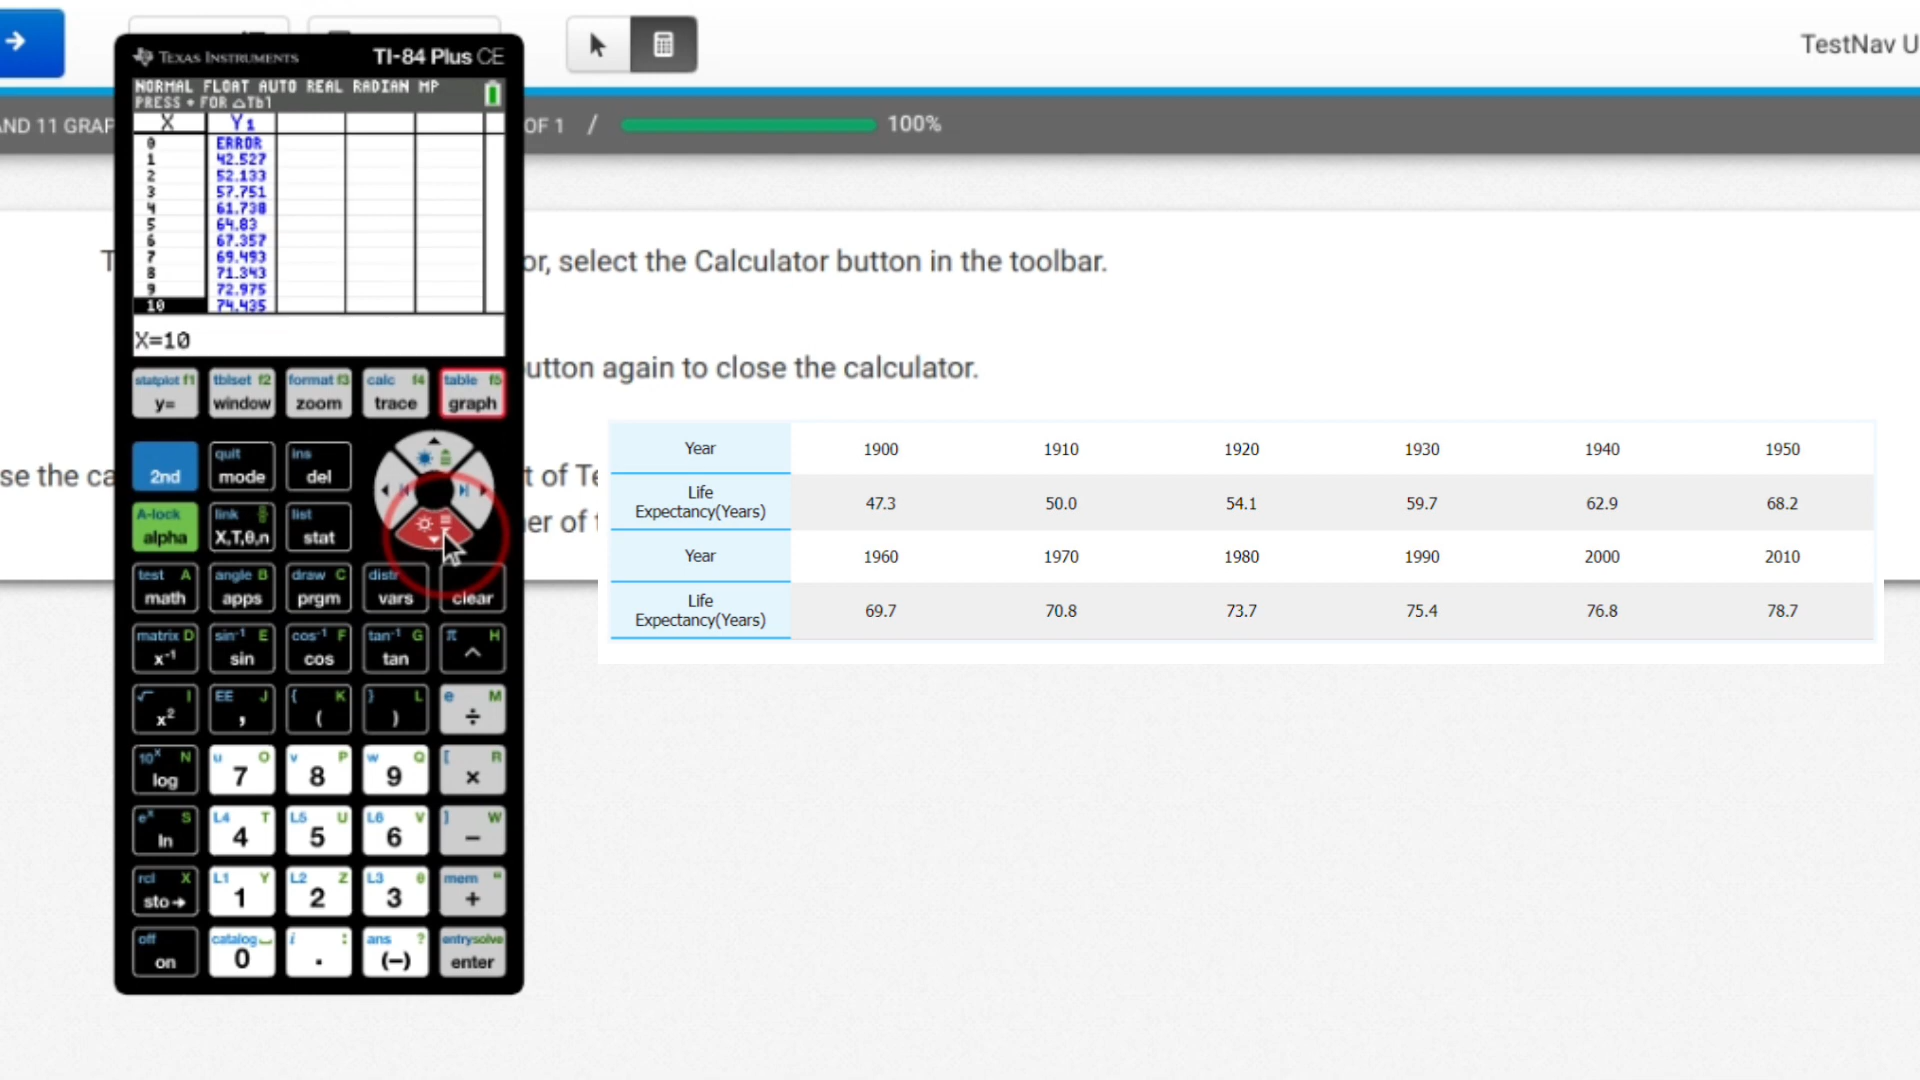 TestNav U
AND 11 GRAP
OF 1 / 100%
or, select the Calculator button in the toolbar.
utton again to close the calculator.
se the ca
t of Te
er of t
TEXAS INSTRUMENTS TI-84 Plus CE
NORMAL FLOAT AUTO REAL RADIAN MP
PRESS + FOR △Tb1
X Y1
0 ERROR
1 42.527
2 52.133
3 57.751
4 61.738
5 64.83
6 67.357
7 69.493
8 71.343
9 72.975
10 74.435
X=10
statplot f1 tblset f2 format f3 calc f4 table f5
y= window zoom trace graph
quit ins
2nd mode del
A-lock link list
alpha X,T,θ,n stat
test A angle B draw C distr
math apps prgm vars clear
matrix D sin⁻¹ E cos⁻¹ F tan⁻¹ G π H
x⁻¹ sin cos tan ^
√ I EE J { K } L e M
x² , ( ) ÷
10ˣ N u O v P w Q [ R
log 7 8 9 ×
eˣ S L4 T L5 U L6 V ] W
ln 4 5 6 −
rcl X L1 Y L2 Z L3 θ mem "
sto→ 1 2 3 +
off catalog i : ans ? entry solve
on 0 . (−) enter
Year 1900 1910 1920 1930 1940 1950
Life
Expectancy(Years) 47.3 50.0 54.1 59.7 62.9 68.2
Year 1960 1970 1980 1990 2000 2010
Life
Expectancy(Years) 69.7 70.8 73.7 75.4 76.8 78.7